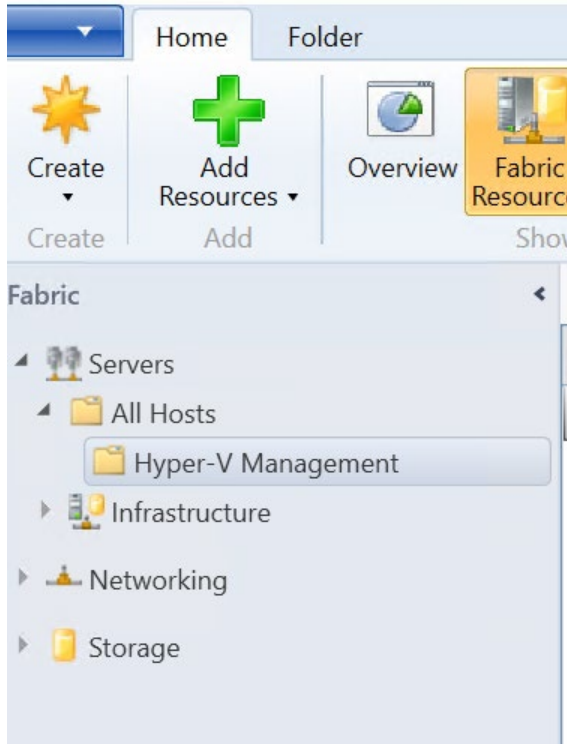 Home Folder
Create
Add
Resources
Overview
Fabric
Resourc
Create
Add
Show
Fabric
Servers
All Hosts
Hyper-V Management
Infrastructure
Networking
Storage